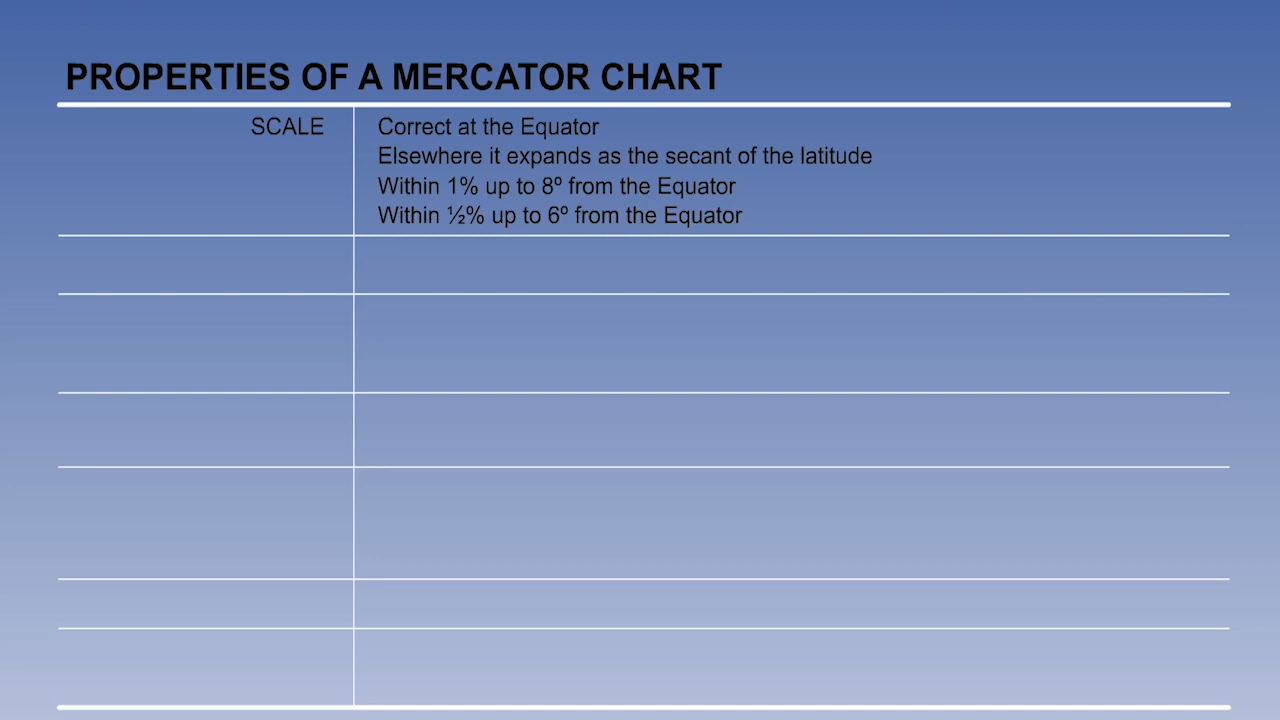 PROPERTIES OF A MERCATOR CHART
SCALE
Correct at the Equator
Elsewhere it expands as the secant of the latitude
Within 1% up to 8º from the Equator
Within ½% up to 6º from the Equator